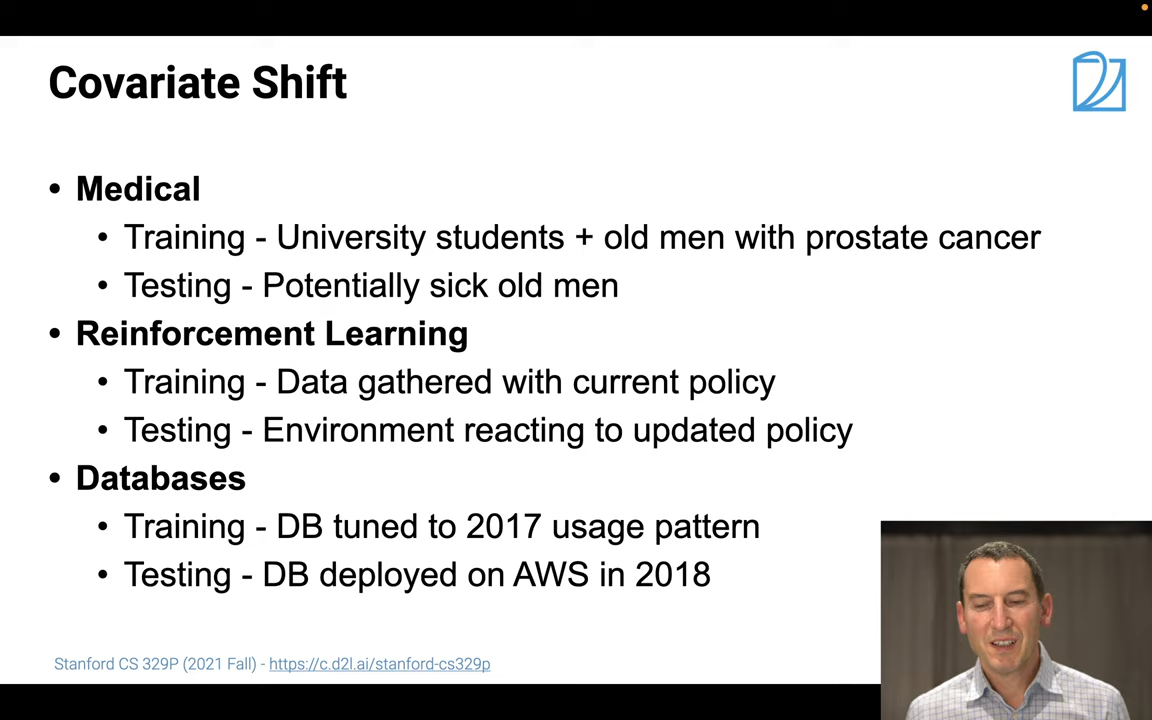 Covariate Shift
• Medical
• Training - University students + old men with prostate cancer
• Testing - Potentially sick old men
• Reinforcement Learning
• Training - Data gathered with current policy
• Testing - Environment reacting to updated policy
• Databases
• Training - DB tuned to 2017 usage pattern
• Testing - DB deployed on AWS in 2018
Stanford CS 329P (2021 Fall) - https://c.d2l.ai/stanford-cs329p